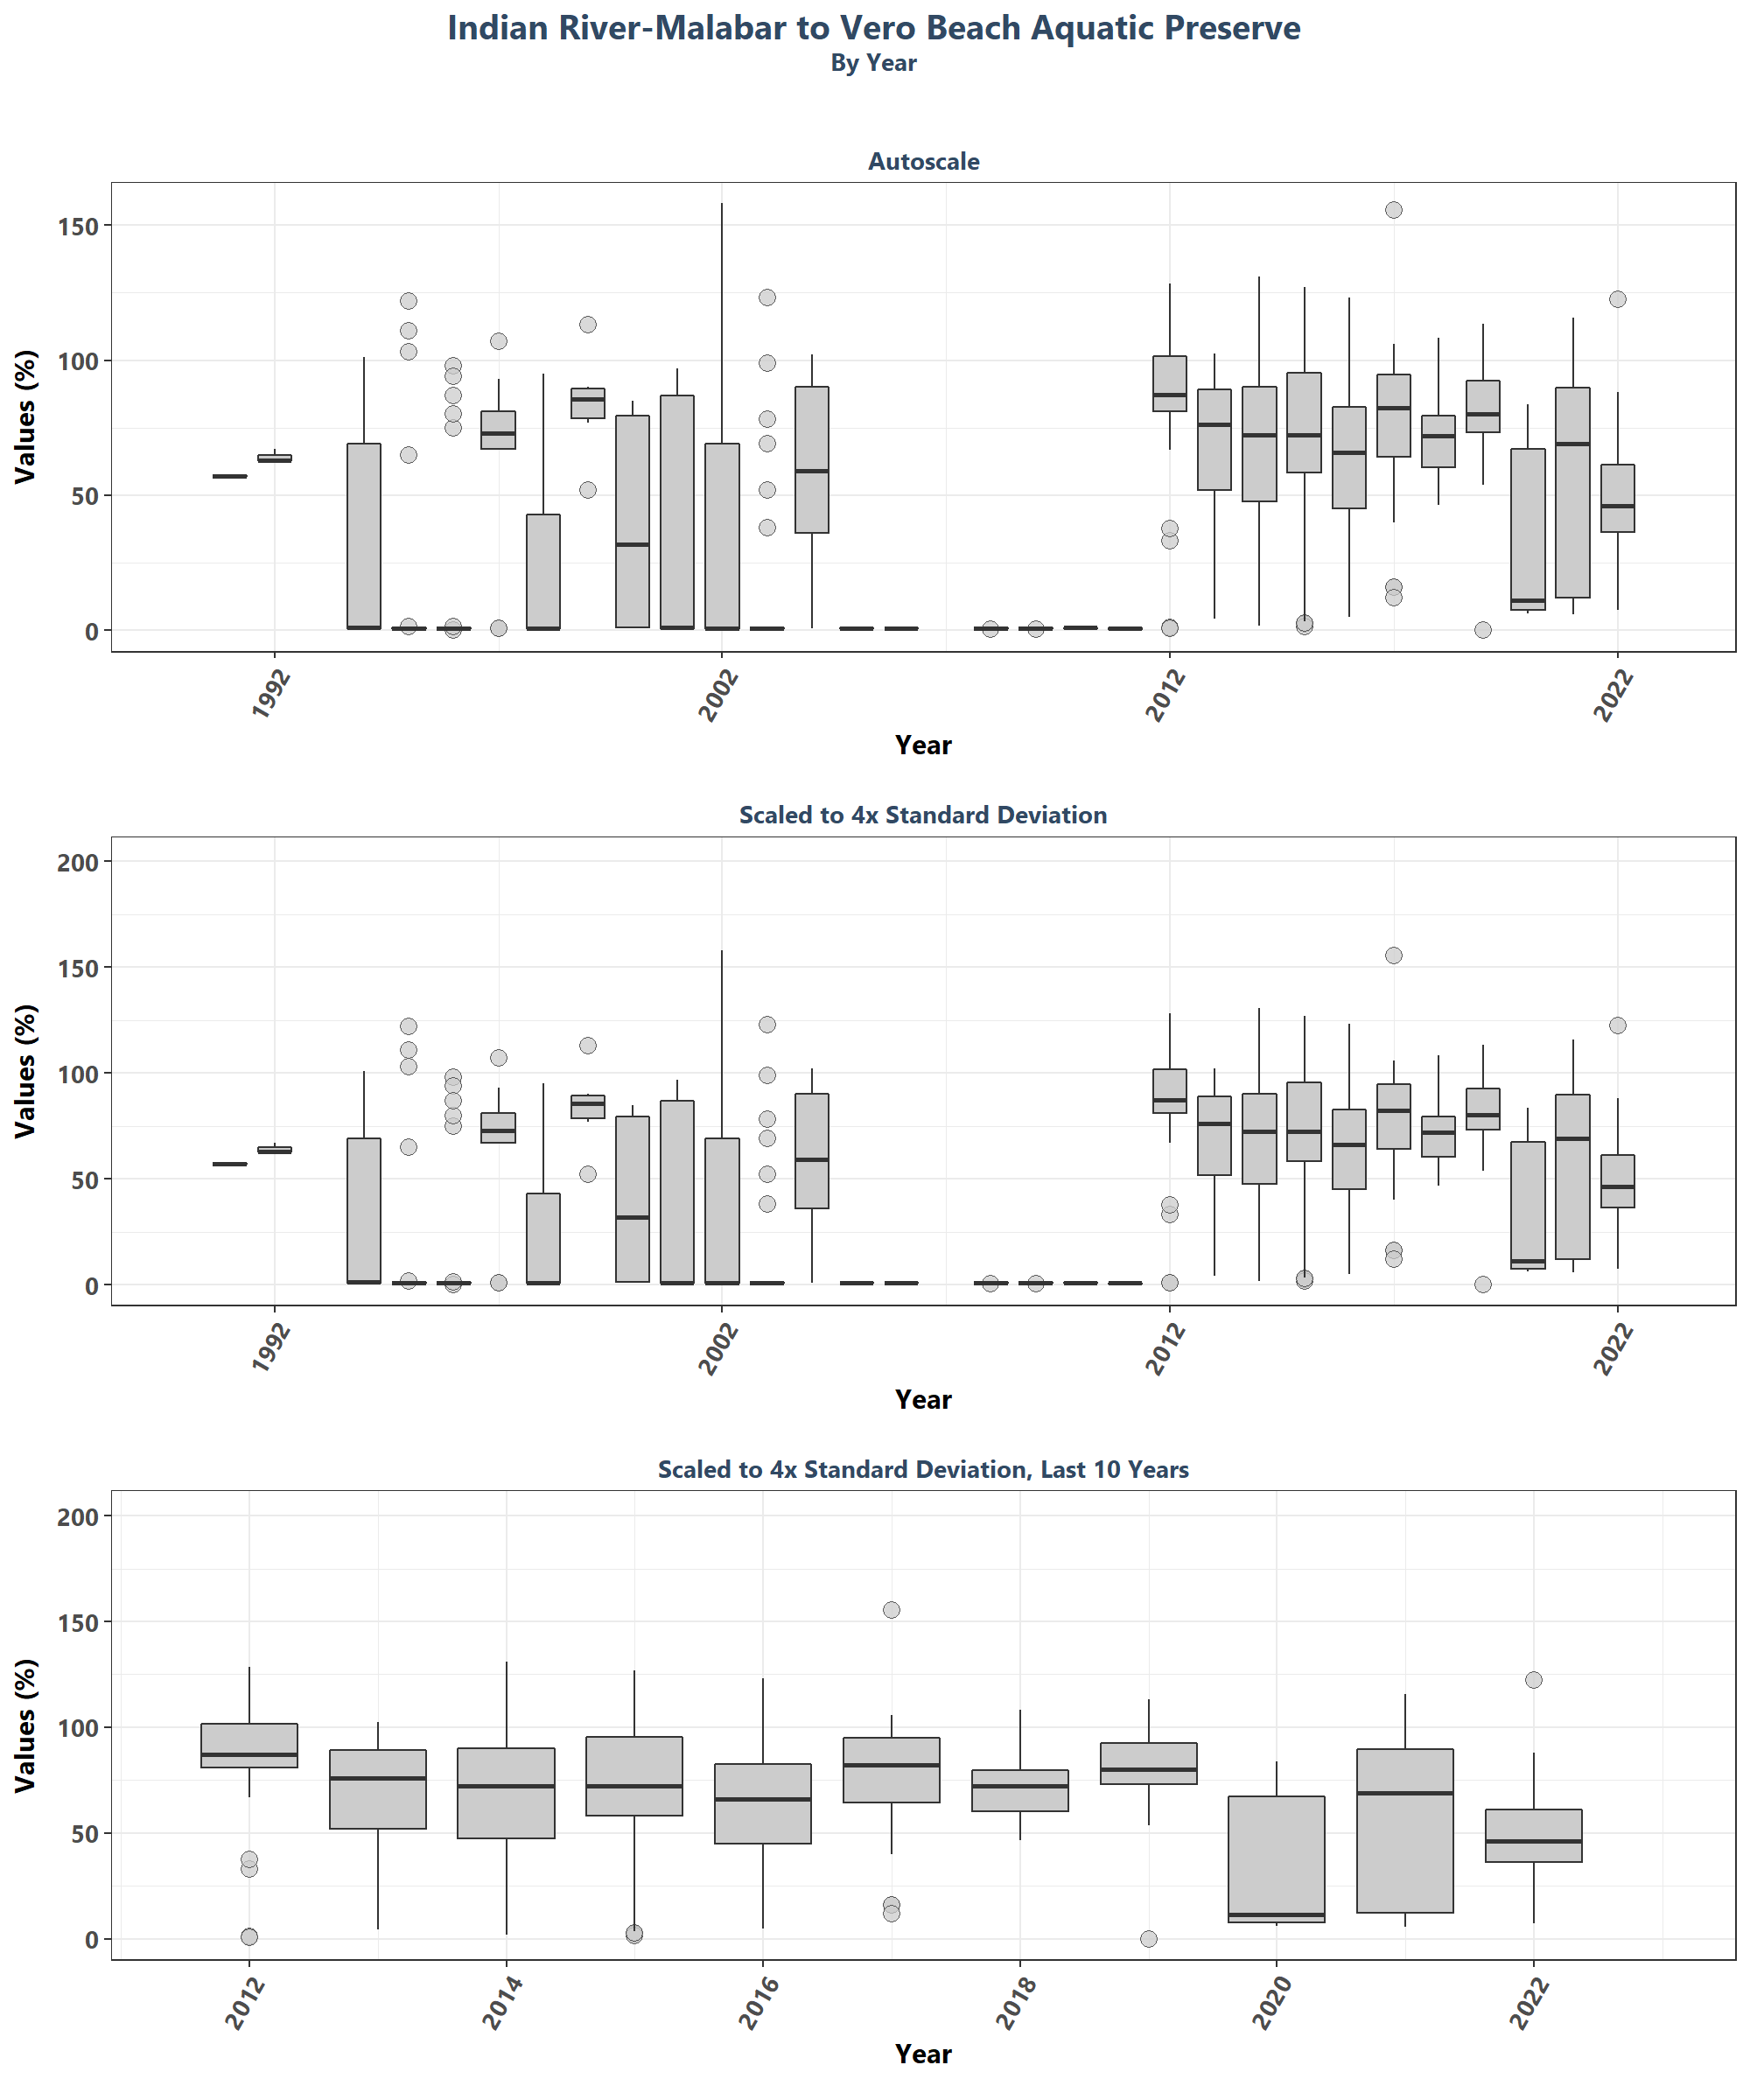 Indian River-Malabar to Vero Beach Aquatic Preserve
By Year
Autoscale
Values (%)
150
100
50
0
1992
2002
2012
2022
Year
Scaled to 4x Standard Deviation
Values (%)
200
150
100
50
0
1992
2002
2012
2022
Year
Scaled to 4x Standard Deviation, Last 10 Years
Values (%)
200
150
100
50
0
2012
2014
2016
2018
2020
2022
Year